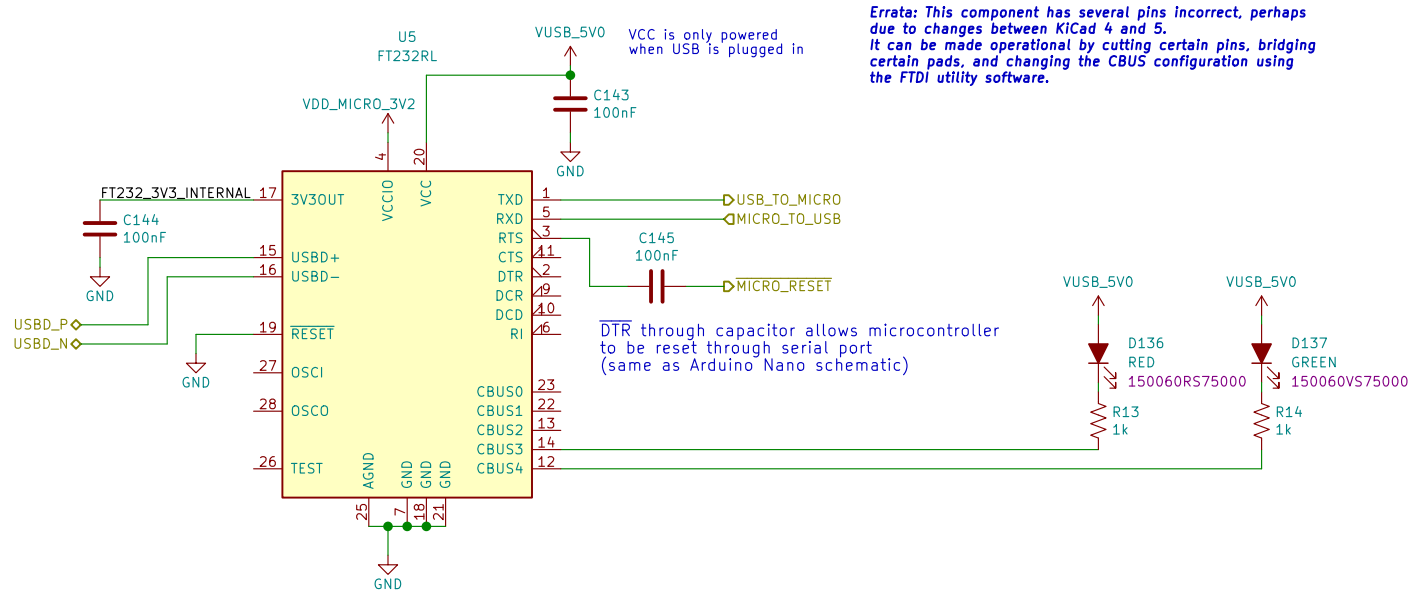 Errata: This component has several pins incorrect, perhaps
due to changes between KiCad 4 and 5.
It can be made operational by cutting certain pins, bridging
certain pads, and changing the CBUS configuration using
the FTDI utility software.
U5
FT232RL
VUSB_5V0
VCC is only powered
when USB is plugged in
VDD_MICRO_3V2
C143
100nF
GND
4
20
FT232_3V3_INTERNAL
17
3V3OUT
VCCIO
VCC
TXD
1
USB_TO_MICRO
RXD
5
MICRO_TO_USB
C144
100nF
GND
RTS
3
C145
100nF
15
USBD+
CTS
11
16
USBD-
DTR
2
DCR
9
MICRO_RESET
DCD
10
USBD_P
USBD_N
19
RESET
RI
6
GND
DTR through capacitor allows microcontroller
to be reset through serial port
(same as Arduino Nano schematic)
VUSB_5V0
VUSB_5V0
D136
RED
150060RS75000
D137
GREEN
150060VS75000
27
OSCI
R13
1k
R14
1k
28
OSCO
CBUS0
23
CBUS1
22
CBUS2
13
CBUS3
14
26
TEST
CBUS4
12
AGND
GND
GND
GND
25
7
18
21
GND